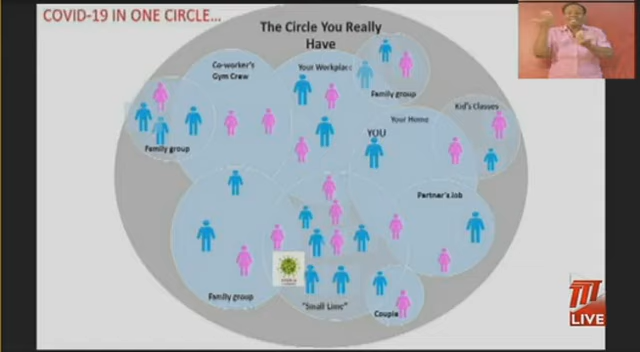 COVID-19 IN ONE CIRCLE...
The Circle You Really
Have
Co-worker's
Gym Crew
Your Workplace
Family group
Kid's Classes
Your Home
YOU
Family group
Partner's Job
Family group
"Small Lime"
Couple
LIVE